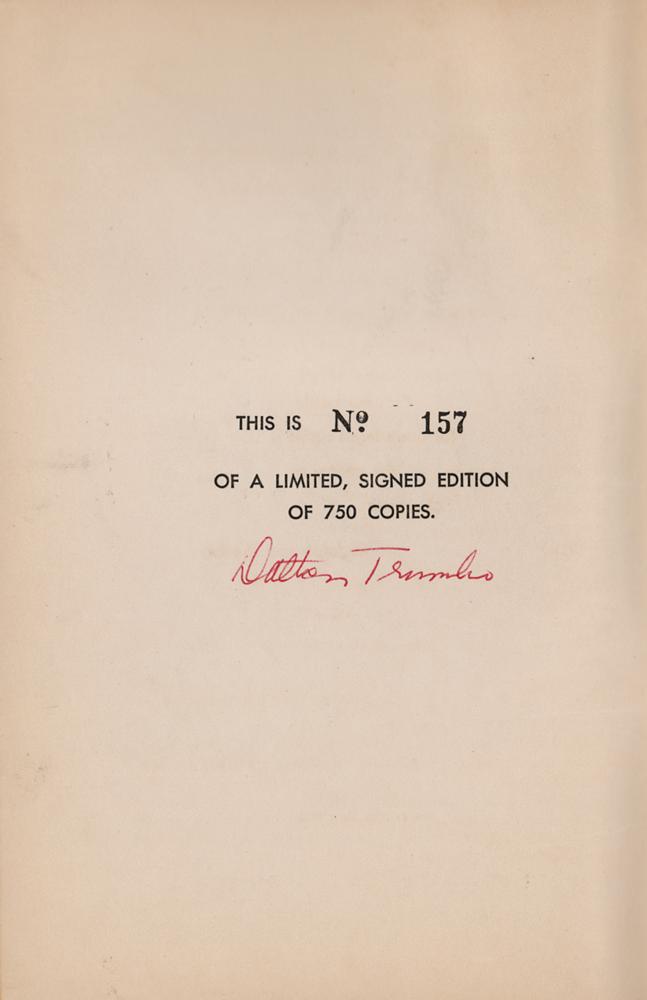 THIS IS Nº 157
OF A LIMITED, SIGNED EDITION
OF 750 COPIES.
Dalton Trumbo